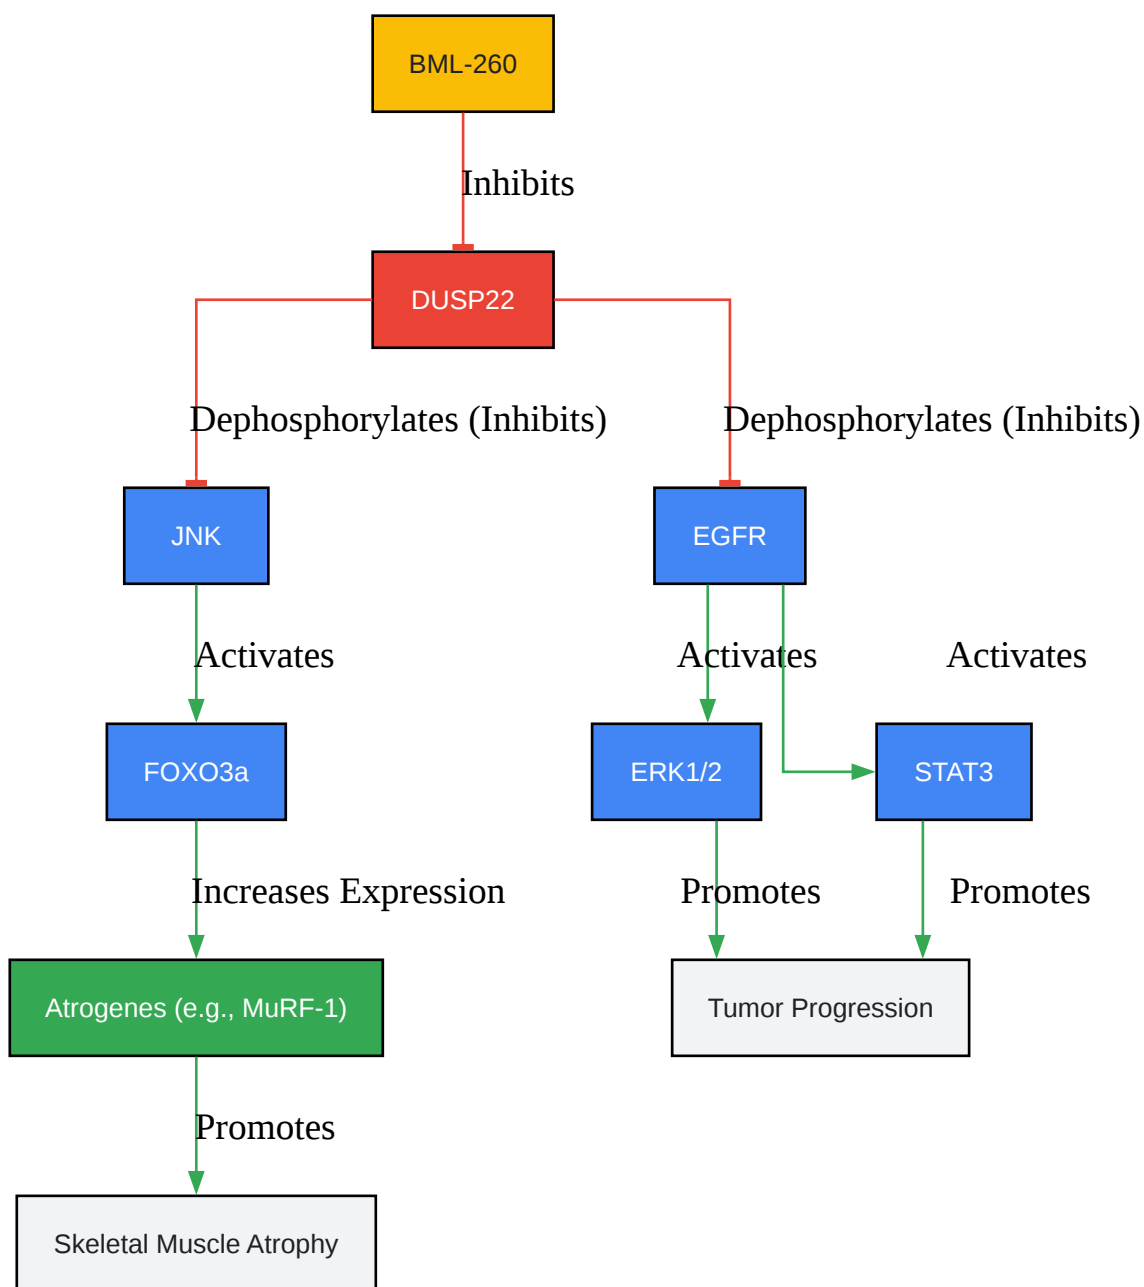 BML-260
Inhibits
DUSP22
Dephosphorylates (Inhibits)
Dephosphorylates (Inhibits)
JNK
EGFR
Activates
Activates
Activates
FOXO3a
ERK1/2
STAT3
Increases Expression
Promotes
Promotes
Atrogenes (e.g., MuRF-1)
Tumor Progression
Promotes
Skeletal Muscle Atrophy